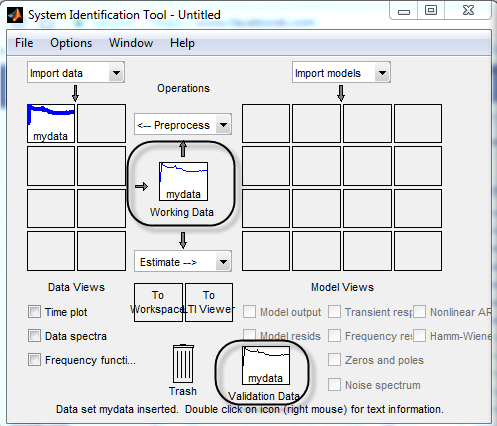 System Identification Tool - Untitled
File Options Window Help
Import data
Import models
Operations
mydata
<-- Preprocess
mydata
Working Data
Estimate -->
Data Views
To Workspace
To LTI Viewer
Model Views
Time plot
Data spectra
Frequency functi...
Model output
Transient resp
Nonlinear AR
Model resids
Frequency res
Hamm-Wiene
Zeros and poles
Noise spectrum
Trash
mydata
Validation Data
Data set mydata inserted. Double click on icon (right mouse) for text information.